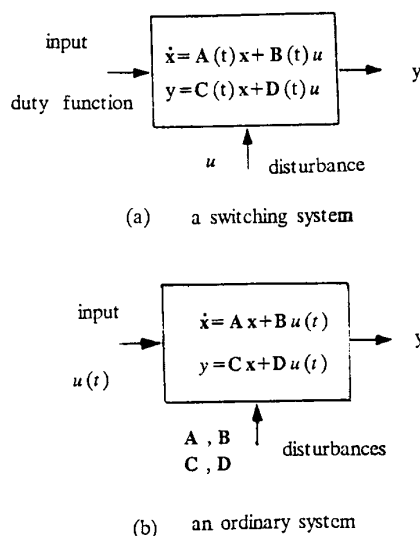 input
duty function
ẋ= A (t) x+ B (t) u
y= C (t) x+ D (t) u
y
u disturbance
(a) a switching system
input
u(t)
ẋ= A x+ B u(t)
y= C x+ D u(t)
y
A , B
C , D
disturbances
(b) an ordinary system